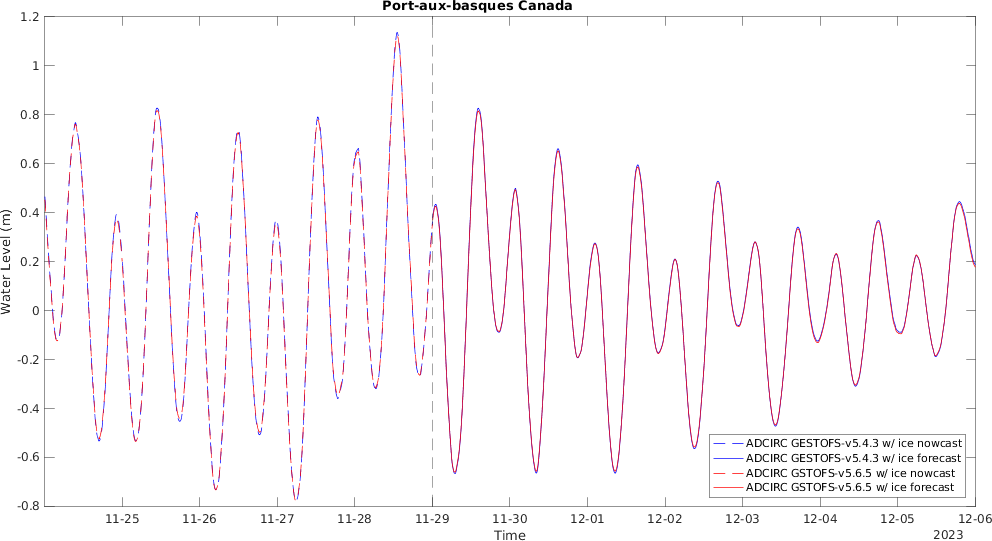 Port-aux-basques Canada
1.2
1
0.8
0.6
0.4
0.2
0
-0.2
-0.4
-0.6
-0.8
Water Level (m)
ADCIRC GESTOFS-v5.4.3 w/ ice nowcast
ADCIRC GESTOFS-v5.4.3 w/ ice forecast
ADCIRC GSTOFS-v5.6.5 w/ ice nowcast
ADCIRC GSTOFS-v5.6.5 w/ ice forecast
11-25 11-26 11-27 11-28 11-29 11-30 12-01 12-02 12-03 12-04 12-05 12-06
Time 2023